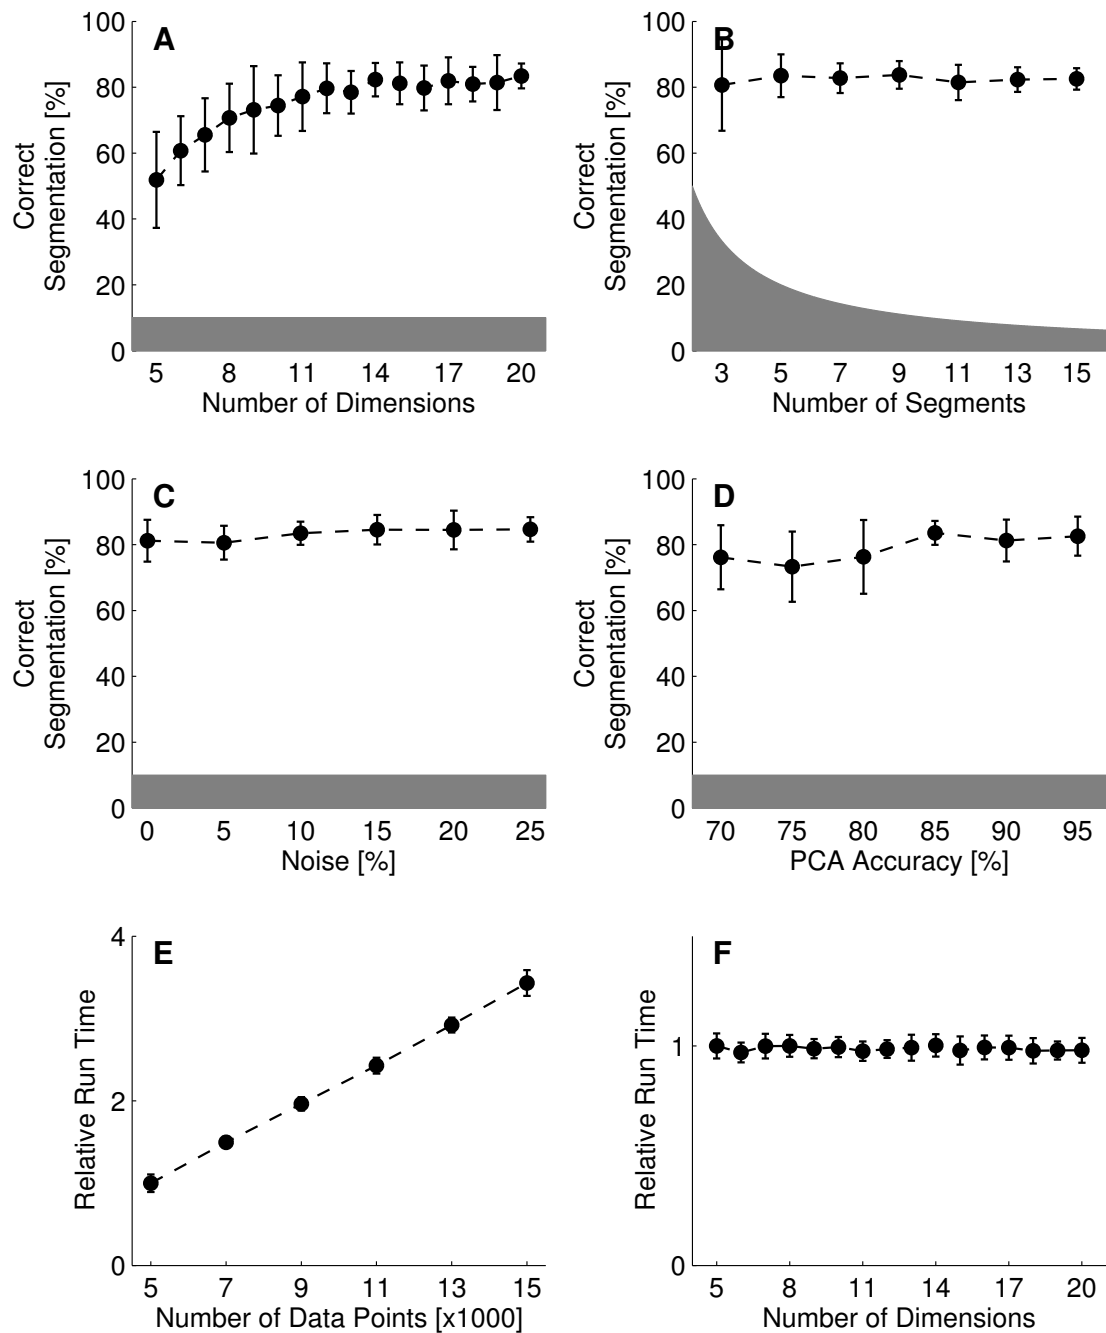 A
Correct
Segmentation [%]
100
80
60
40
20
0
5 8 11 14 17 20
Number of Dimensions
B
Correct
Segmentation [%]
100
80
60
40
20
0
3 5 7 9 11 13 15
Number of Segments
C
Correct
Segmentation [%]
100
80
60
40
20
0
0 5 10 15 20 25
Noise [%]
D
Correct
Segmentation [%]
100
80
60
40
20
0
70 75 80 85 90 95
PCA Accuracy [%]
E
Relative Run Time
4
2
0
5 7 9 11 13 15
Number of Data Points [x1000]
F
Relative Run Time
1
0
5 8 11 14 17 20
Number of Dimensions